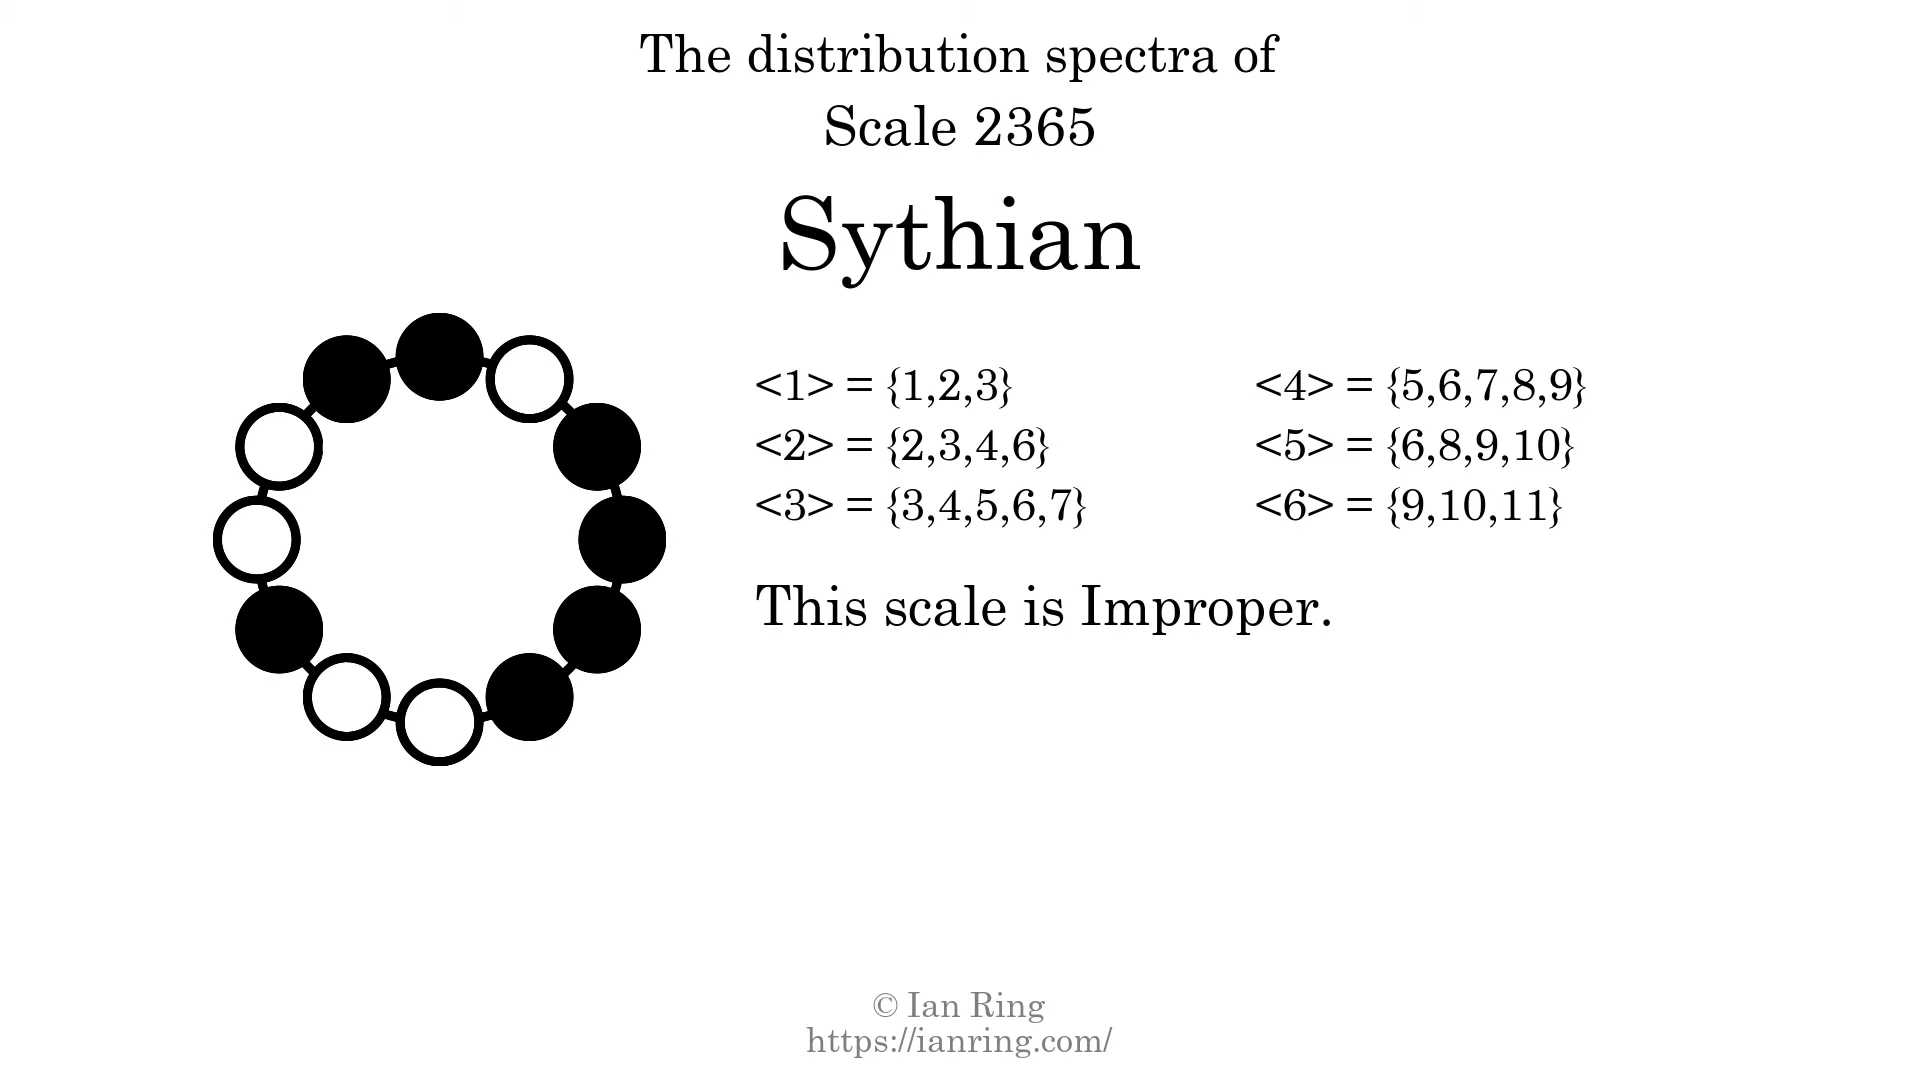 The distribution spectra of
Scale 2365
Sythian
<1> = {1,2,3}
<2> = {2,3,4,6}
<3> = {3,4,5,6,7}
<4> = {5,6,7,8,9}
<5> = {6,8,9,10}
<6> = {9,10,11}
This scale is Improper.
© Ian Ring
https://ianring.com/